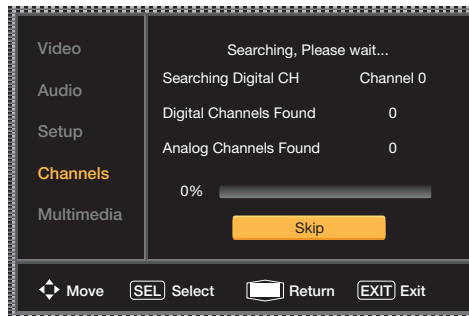 Video
Audio
Setup
Channels
Multimedia
Searching, Please wait...
Searching Digital CH Channel 0
Digital Channels Found 0
Analog Channels Found 0
0%
Skip
Move SEL Select Return EXIT Exit